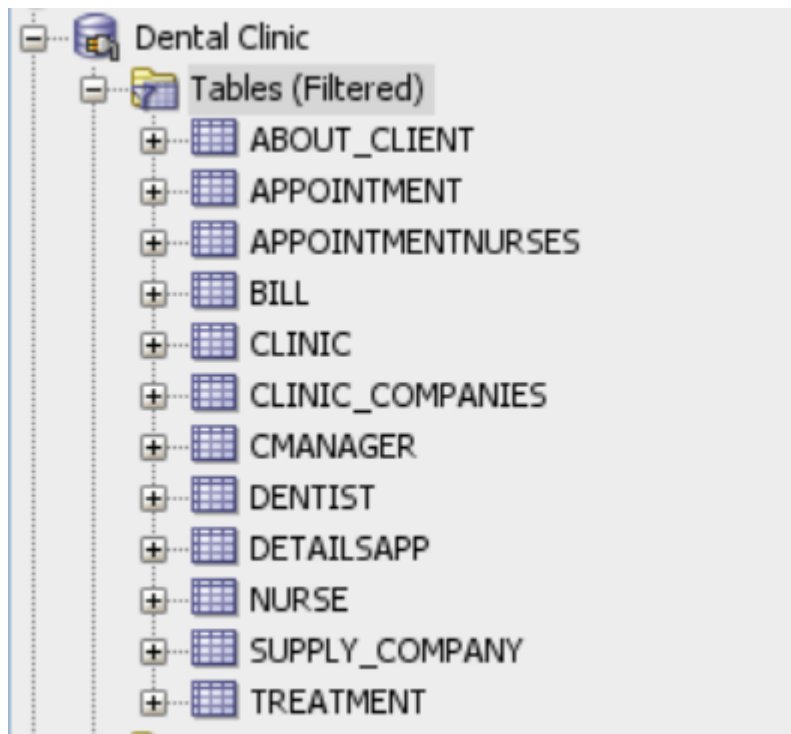 Dental Clinic
Tables (Filtered)
ABOUT_CLIENT
APPOINTMENT
APPOINTMENTNURSES
BILL
CLINIC
CLINIC_COMPANIES
CMANAGER
DENTIST
DETAILSAPP
NURSE
SUPPLY_COMPANY
TREATMENT